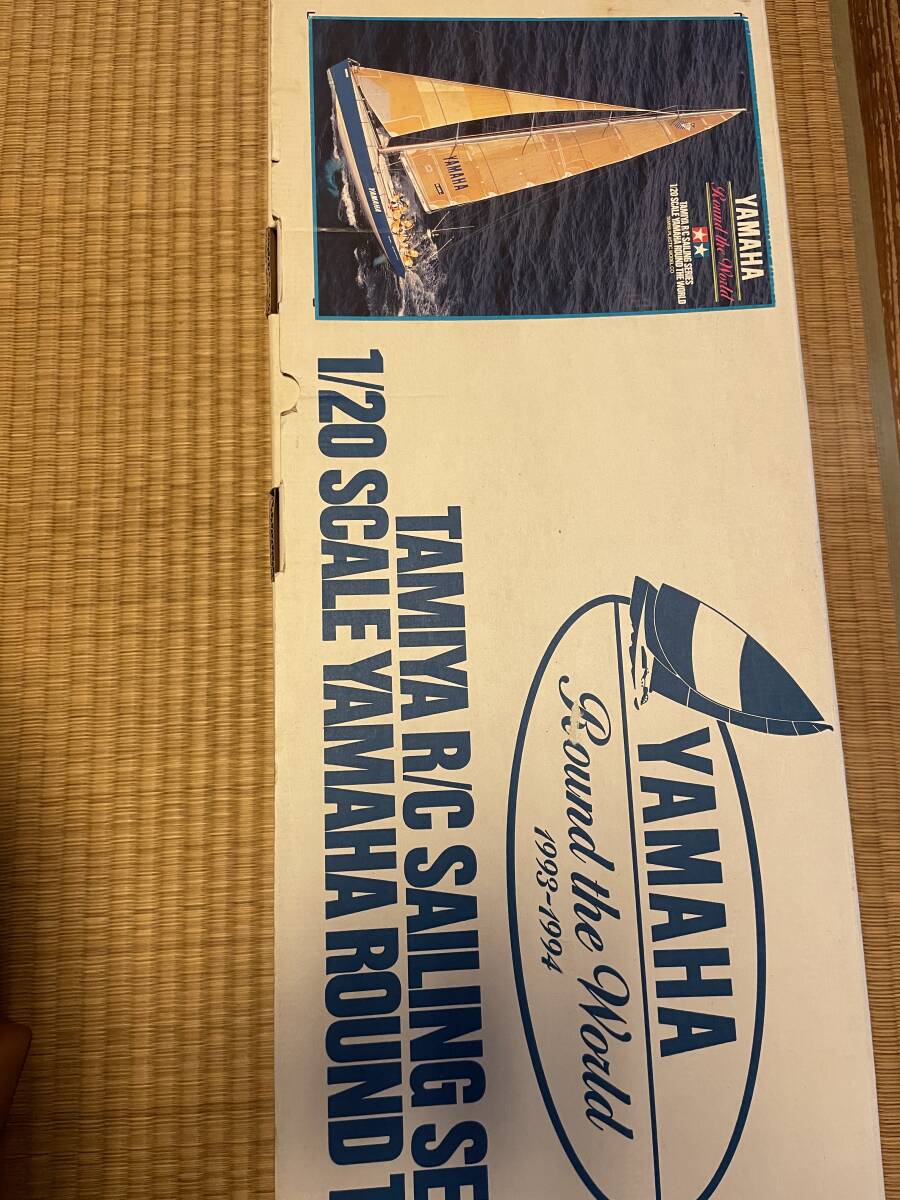 YAMAHA
Round the World
TAMIYA R/C SAILING SERIES
1/20 SCALE YAMAHA ROUND THE WORLD
YAMAHA
YAMAHA
YAMAHA
Round the World
1993-1994
TAMIYA R/C SAILING SE
1/20 SCALE YAMAHA ROUND T